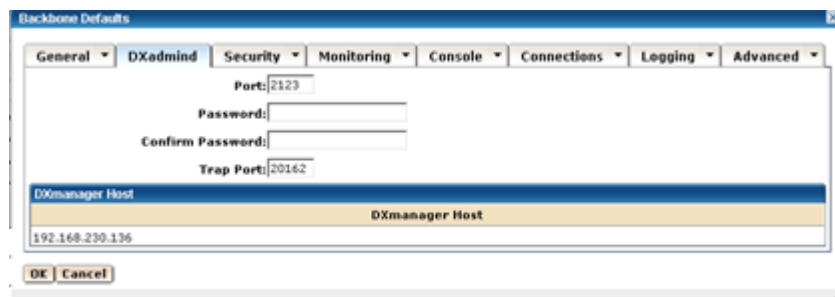 Backbone Defaults
General DXadmind Security Monitoring Console Connections Logging Advanced
Port: 2123
Password:
Confirm Password:
Trap Port: 20162
DXmanager Host
DXmanager Host
192.168.230.136
OK Cancel